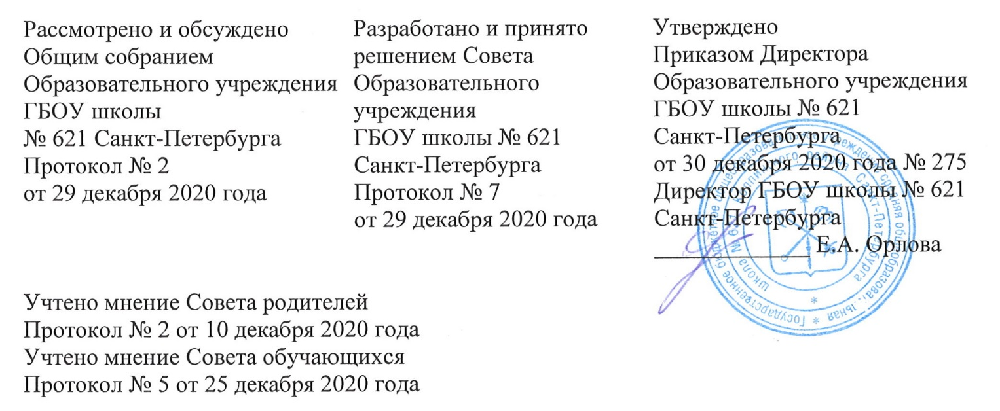 Рассмотрено и обсуждено
Общим собранием
Образовательного учреждения
ГБОУ школы
№ 621 Санкт-Петербурга
Протокол № 2
от 29 декабря 2020 года
Разработано и принято
решением Совета
Образовательного
учреждения
ГБОУ школы № 621
Санкт-Петербурга
Протокол № 7
от 29 декабря 2020 года
Утверждено
Приказом Директора
Образовательного учреждения
ГБОУ школы № 621
Санкт-Петербурга
от 30 декабря 2020 года № 275
Директор ГБОУ школы № 621
Санкт-Петербурга
______________ Е.А. Орлова
Государственное бюджетное общеобразовательное учреждение средняя
школа № 621 района Санкт-Петербурга
Учтено мнение Совета родителей
Протокол № 2 от 10 декабря 2020 года
Учтено мнение Совета обучающихся
Протокол № 5 от 25 декабря 2020 года